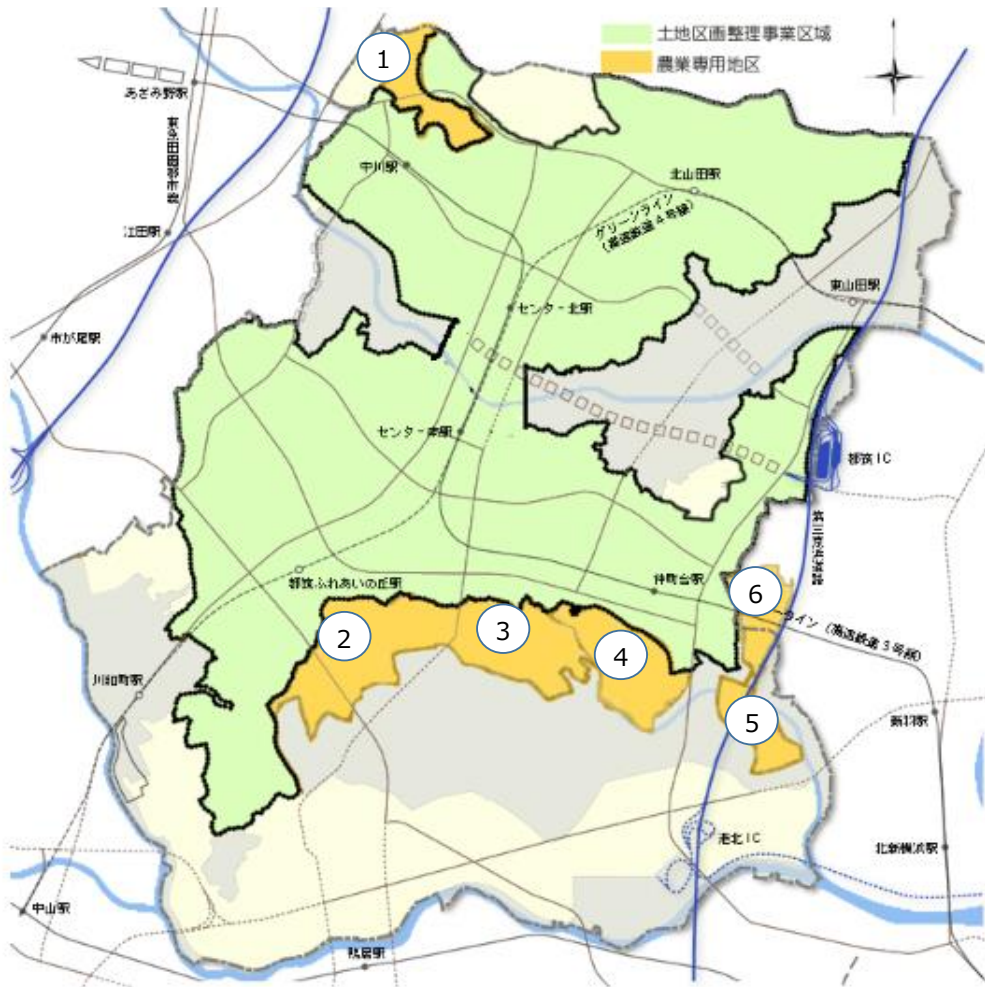 土地区画整理事業区域
農業専用地区
1
あざみ野駅
東急田園都市線
中川駅
北山田駅
江田駅
グリーンライン
(高速鉄道4号線)
東山田駅
センター北駅
市が尾駅
センター南駅
都筑IC
第三京浜道路
都筑ふれあいの丘駅
仲町台駅
6
ーライン (高速鉄道3号線)
2
3
4
川和町駅
5
新羽駅
港北IC
北新横浜駅
中山駅
鴨居駅